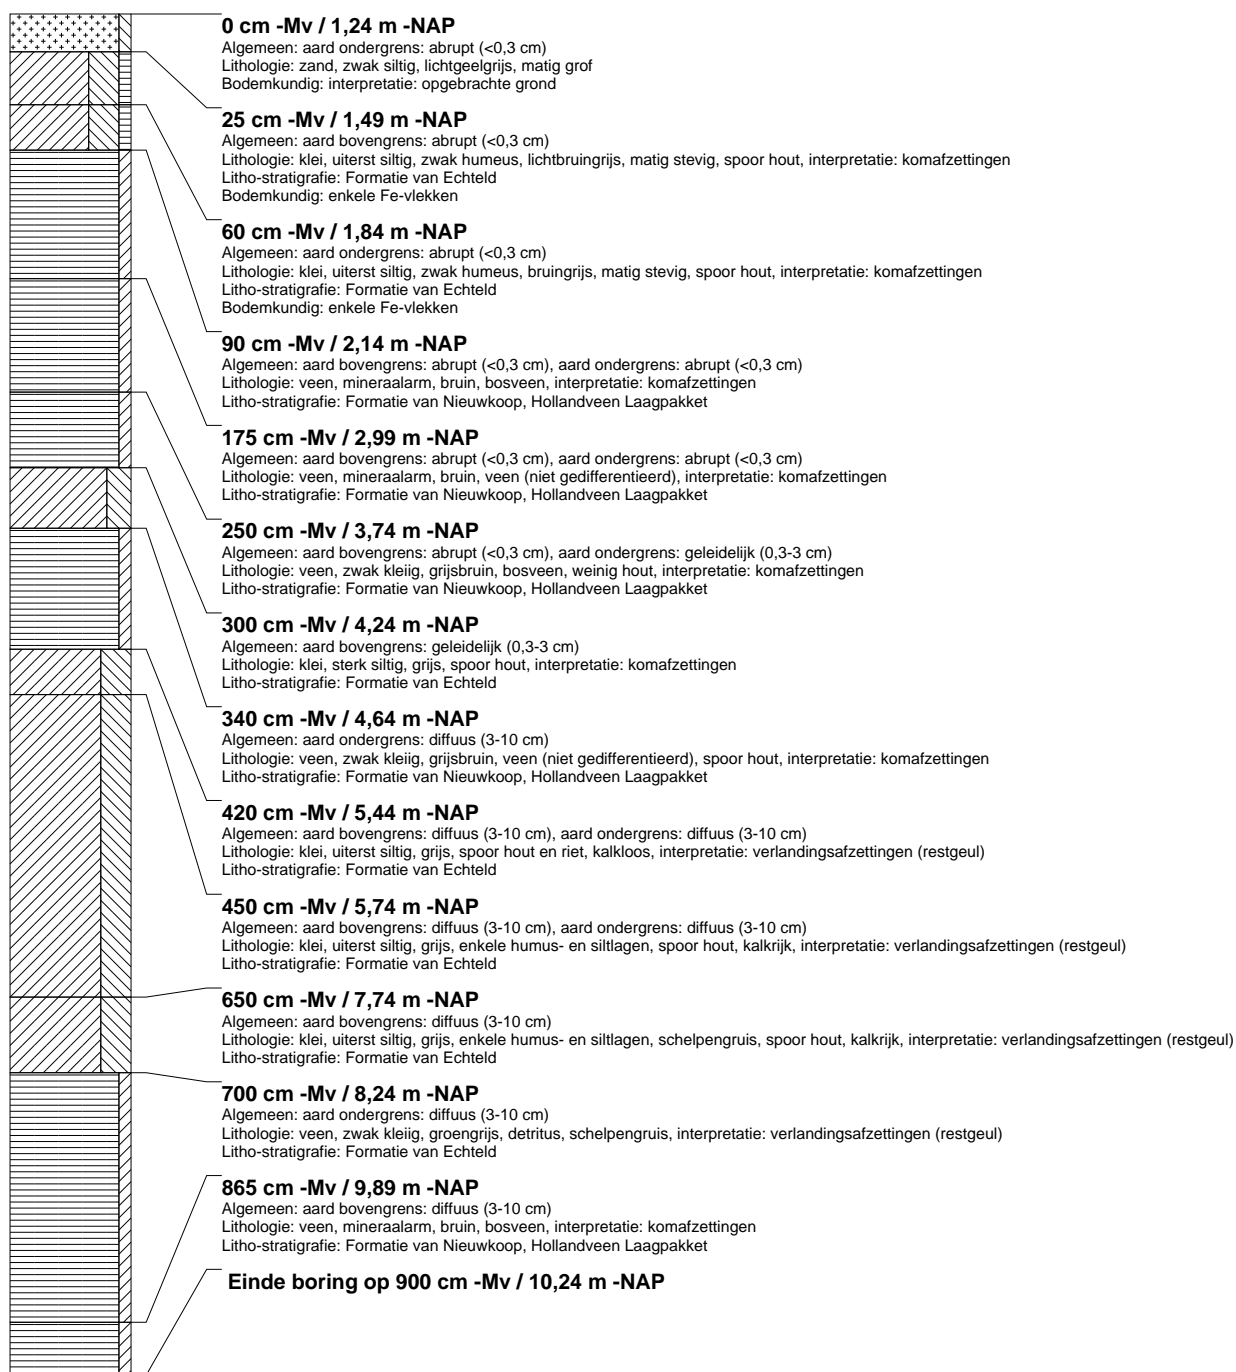 0 cm -Mv / 1,24 m -NAP
Algemeen: aard ondergrens: abrupt (<0,3 cm)
Lithologie: zand, zwak siltig, lichtgeelgrijs, matig grof
Bodemkundig: interpretatie: opgebrachte grond
25 cm -Mv / 1,49 m -NAP
Algemeen: aard bovengrens: abrupt (<0,3 cm)
Lithologie: klei, uiterst siltig, zwak humeus, lichtbruingrijs, matig stevig, spoor hout, interpretatie: komafzettingen
Litho-stratigrafie: Formatie van Echteld
Bodemkundig: enkele Fe-vlekken
60 cm -Mv / 1,84 m -NAP
Algemeen: aard ondergrens: abrupt (<0,3 cm)
Lithologie: klei, uiterst siltig, zwak humeus, bruingrijs, matig stevig, spoor hout, interpretatie: komafzettingen
Litho-stratigrafie: Formatie van Echteld
Bodemkundig: enkele Fe-vlekken
90 cm -Mv / 2,14 m -NAP
Algemeen: aard bovengrens: abrupt (<0,3 cm), aard ondergrens: abrupt (<0,3 cm)
Lithologie: veen, mineraalarm, bruin, bosveen, interpretatie: komafzettingen
Litho-stratigrafie: Formatie van Nieuwkoop, Hollandveen Laagpakket
175 cm -Mv / 2,99 m -NAP
Algemeen: aard bovengrens: abrupt (<0,3 cm), aard ondergrens: abrupt (<0,3 cm)
Lithologie: veen, mineraalarm, bruin, veen (niet gedifferentieerd), interpretatie: komafzettingen
Litho-stratigrafie: Formatie van Nieuwkoop, Hollandveen Laagpakket
250 cm -Mv / 3,74 m -NAP
Algemeen: aard bovengrens: abrupt (<0,3 cm), aard ondergrens: geleidelijk (0,3-3 cm)
Lithologie: veen, zwak kleiig, grijsbruin, bosveen, weinig hout, interpretatie: komafzettingen
Litho-stratigrafie: Formatie van Nieuwkoop, Hollandveen Laagpakket
300 cm -Mv / 4,24 m -NAP
Algemeen: aard bovengrens: geleidelijk (0,3-3 cm)
Lithologie: klei, sterk siltig, grijs, spoor hout, interpretatie: komafzettingen
Litho-stratigrafie: Formatie van Echteld
340 cm -Mv / 4,64 m -NAP
Algemeen: aard ondergrens: diffuus (3-10 cm)
Lithologie: veen, zwak kleiig, grijsbruin, veen (niet gedifferentieerd), spoor hout, interpretatie: komafzettingen
Litho-stratigrafie: Formatie van Nieuwkoop, Hollandveen Laagpakket
420 cm -Mv / 5,44 m -NAP
Algemeen: aard bovengrens: diffuus (3-10 cm), aard ondergrens: diffuus (3-10 cm)
Lithologie: klei, uiterst siltig, grijs, spoor hout en riet, kalkloos, interpretatie: verlandingsafzettingen (restgeul)
Litho-stratigrafie: Formatie van Echteld
450 cm -Mv / 5,74 m -NAP
Algemeen: aard bovengrens: diffuus (3-10 cm), aard ondergrens: diffuus (3-10 cm)
Lithologie: klei, uiterst siltig, grijs, enkele humus- en siltlagen, spoor hout, kalkrijk, interpretatie: verlandingsafzettingen (restgeul)
Litho-stratigrafie: Formatie van Echteld
650 cm -Mv / 7,74 m -NAP
Algemeen: aard bovengrens: diffuus (3-10 cm)
Lithologie: klei, uiterst siltig, grijs, enkele humus- en siltlagen, schelpengruis, spoor hout, kalkrijk, interpretatie: verlandingsafzettingen (restgeul)
Litho-stratigrafie: Formatie van Echteld
700 cm -Mv / 8,24 m -NAP
Algemeen: aard ondergrens: diffuus (3-10 cm)
Lithologie: veen, zwak kleiig, groengrijs, detritus, schelpengruis, interpretatie: verlandingsafzettingen (restgeul)
Litho-stratigrafie: Formatie van Echteld
865 cm -Mv / 9,89 m -NAP
Algemeen: aard bovengrens: diffuus (3-10 cm)
Lithologie: veen, mineraalarm, bruin, bosveen, interpretatie: komafzettingen
Litho-stratigrafie: Formatie van Nieuwkoop, Hollandveen Laagpakket
Einde boring op 900 cm -Mv / 10,24 m -NAP